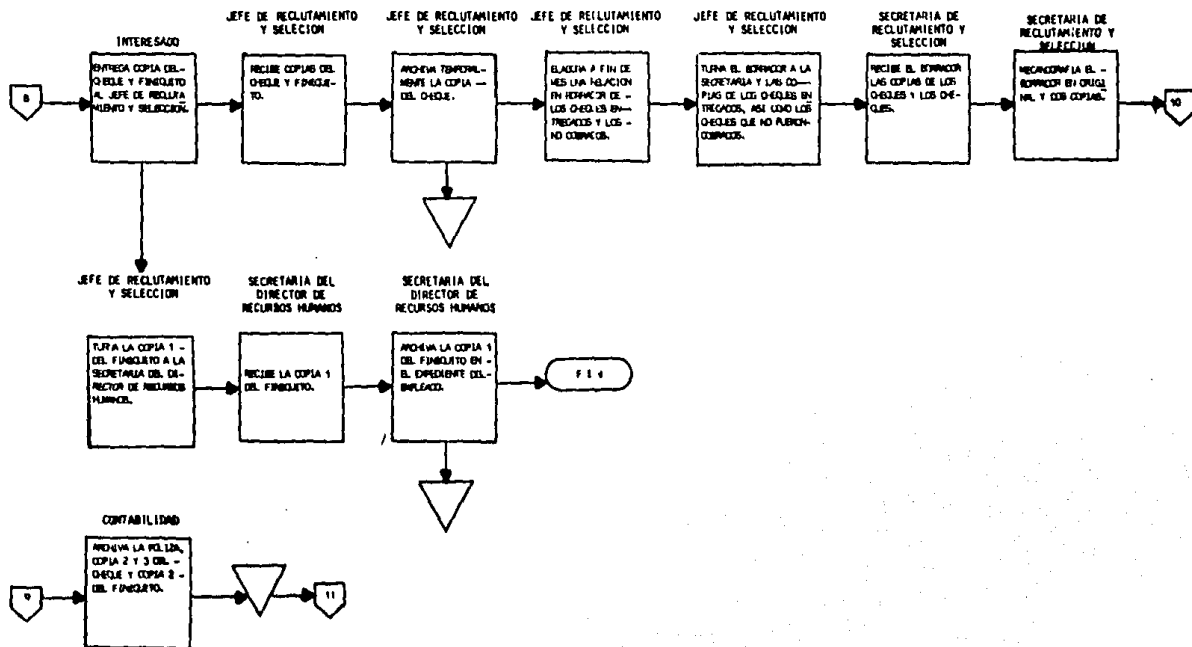 INTERESADO
JEFE DE RECLUTAMIENTO
Y SELECION
JEFE DE RECLUTAMIENTO
Y SELECCION
JEFE DE RECLUTAMIENTO
Y SELECCION
JEFE DE RECLUTAMIENTO
Y SELECCION
SECRETARIA DE
RECLUTAMIENTO Y
SELECCION
SECRETARIA DE
RECLUTAMIENTO Y
SELECCION
8
ENTREGA COPIA DEL-
CHEQUE Y FINIQUITO
AL JEFE DE RECLUTA
MIENTO Y SELECCION.
RECIBE COPIAS DEL
CHEQUE Y FINIQUI-
TO.
ARCHIVA TEMPORAL-
MENTE LA COPIA —
DEL CHEQUE.
ELABORA A FIN DE
MES UNA RELACION
EN BORRADOR DE -
LOS CHEQUES EN—
TREGADOS Y LOS -
NO COBRADOS.
TURNA EL BORRADOR A LA
SECRETARIA Y LAS CO-
PIAS DE LOS CHEQUES EN
TREGADOS, ASI COMO LOS
CHEQUES QUE NO FUERON-
COBRADOS.
RECIBE EL BORRADOR
LAS COPIAS DE LOS
CHEQUES Y LOS CHE-
QUES.
MECANOGRAFIA EL -
BORRADOR EN ORIGI
NAL Y DOS COPIAS.
10
JEFE DE RECLUTAMIENTO
Y SELECCION
SECRETARIA DEL
DIRECTOR DE
RECURSOS HUMANOS
SECRETARIA DEL
DIRECTOR DE
RECURSOS HUMANOS
TURNA LA COPIA 1 -
DEL FINIQUITO A LA
SECRETARIA DEL DI-
RECTOR DE RECURSOS
HUMANOS.
RECIBE LA COPIA 1
DEL FINIQUITO.
ARCHIVA LA COPIA 1
DEL FINIQUITO EN -
EL EXPEDIENTE DEL-
EMPLEADO.
FIN
CONTABILIDAD
9
ARCHIVA LA POLIZA,
COPIA 2 Y 3 DEL -
CHEQUE Y COPIA 2 -
DEL FINIQUITO.
11